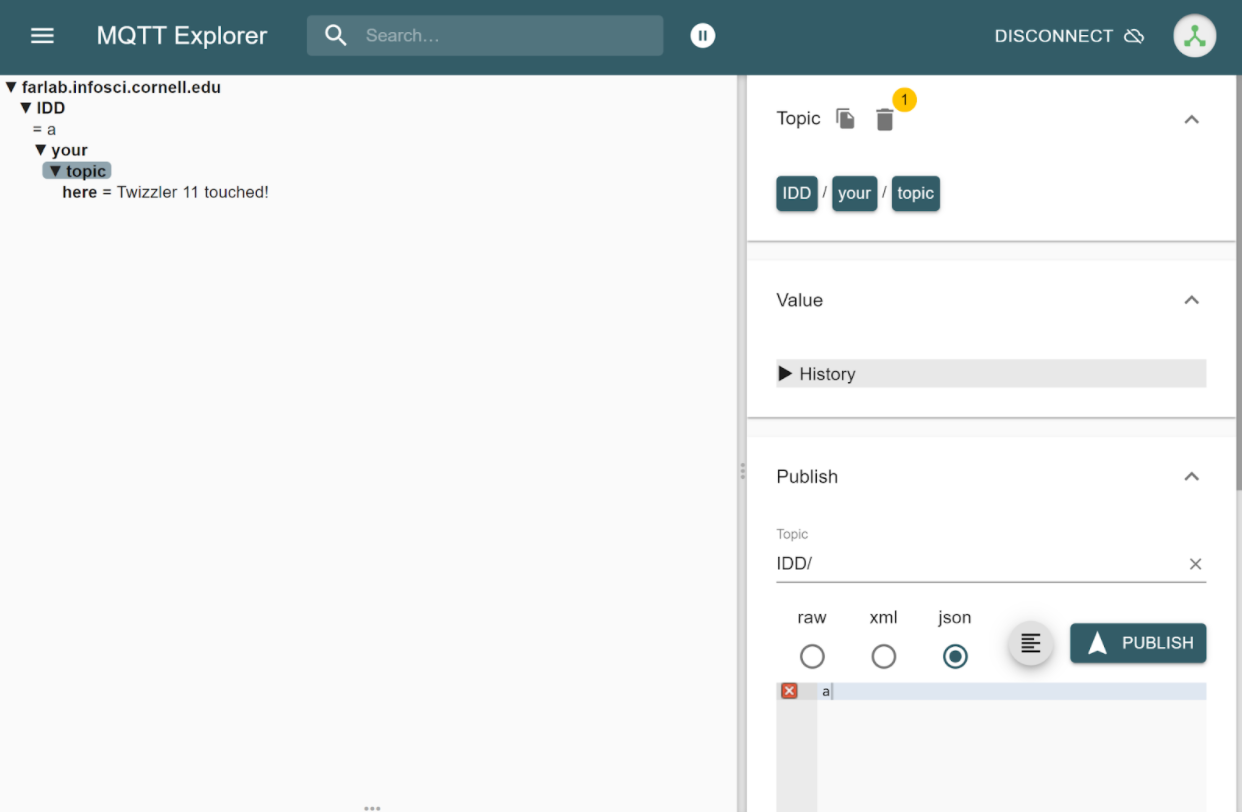 MQTT Explorer
Search...
DISCONNECT
▼ farlab.infosci.cornell.edu
▼ IDD
= a
▼ your
▼ topic
here = Twizzler 11 touched!
Topic 1
IDD / your / topic
Value
▶ History
Publish
Topic
IDD/
raw xml json
PUBLISH
a